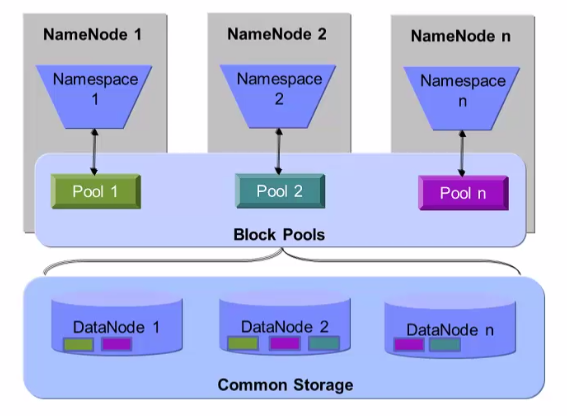 NameNode 1
NameNode 2
NameNode n
Namespace
1
Namespace
2
Namespace
n
Pool 1
Pool 2
Pool n
Block Pools
DataNode 1
DataNode 2
DataNode n
Common Storage